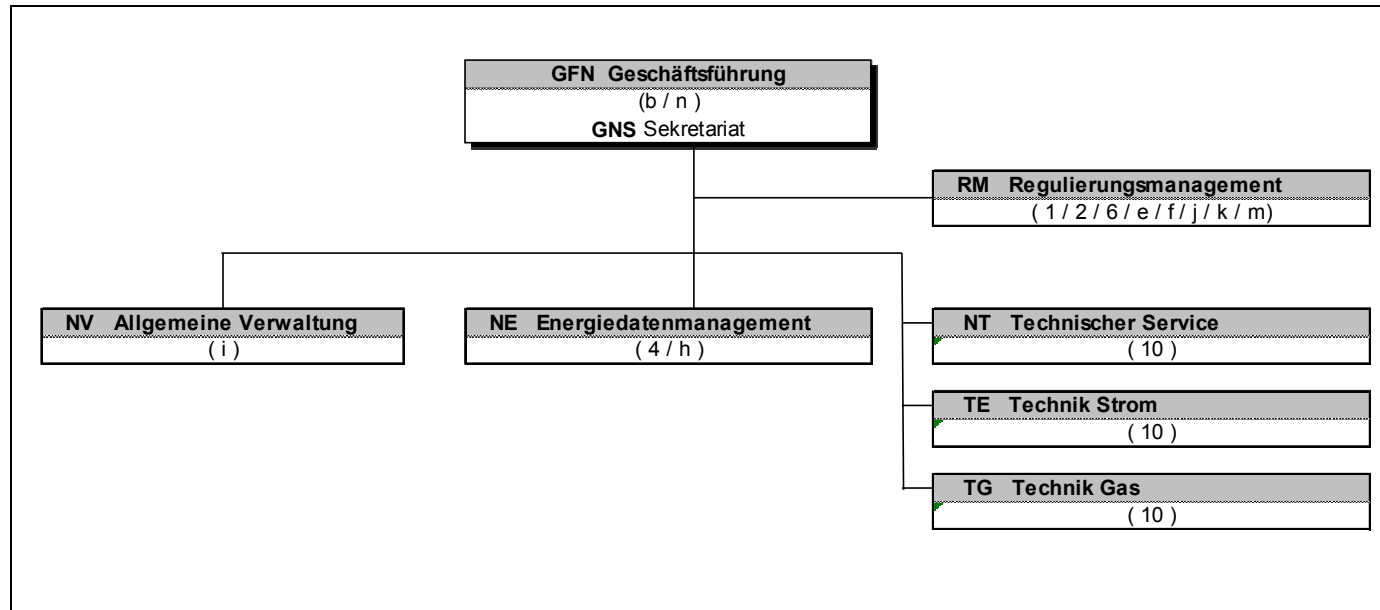 GFN Geschäftsführung
(b / n )
GNS Sekretariat
RM Regulierungsmanagement
( 1 / 2 / 6 / e / f / j / k / m)
NV Allgemeine Verwaltung
( i )
NE Energiedatenmanagement
( 4 / h )
NT Technischer Service
( 10 )
TE Technik Strom
( 10 )
TG Technik Gas
( 10 )